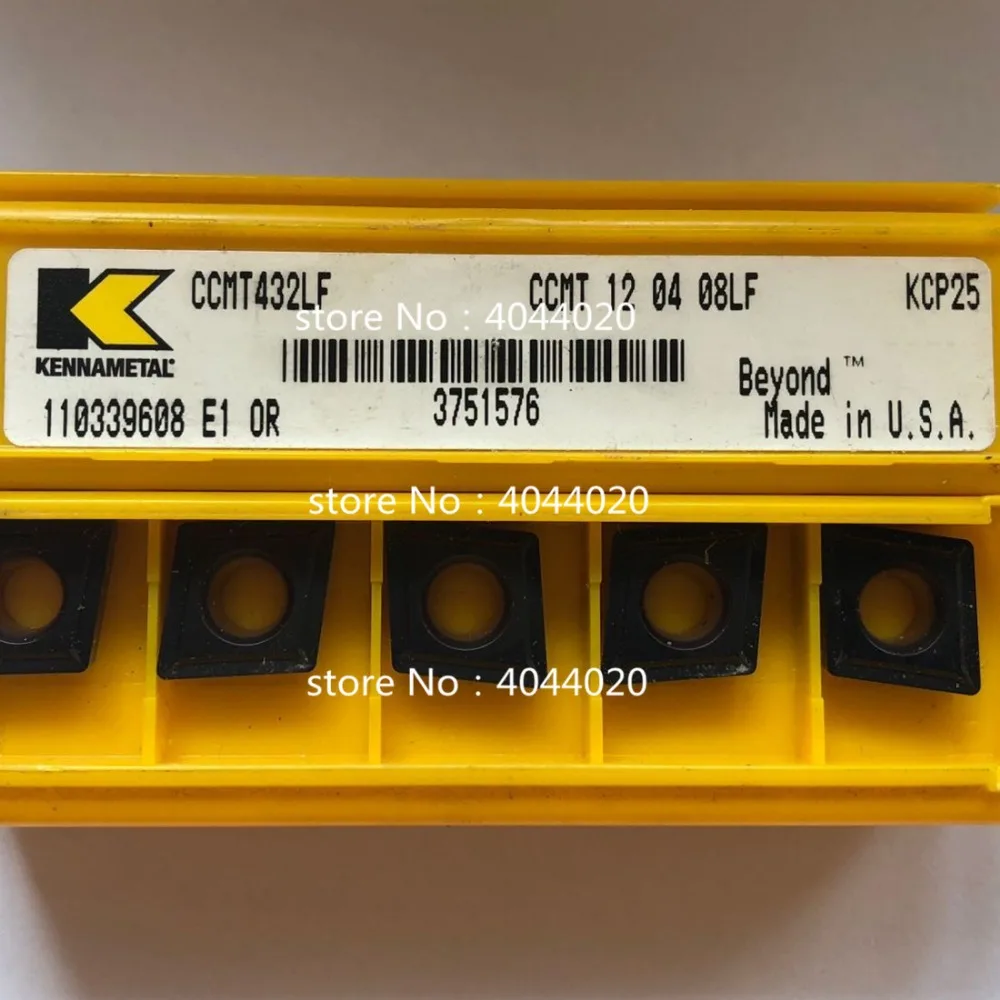 CCMT432LF CCMT 12 04 08LF KCP25
store No : 4044020
KENNAMETAL
Beyond ™
110339608 E1 OR 3751576 Made in U.S.A.
store No : 4044020
store No : 4044020